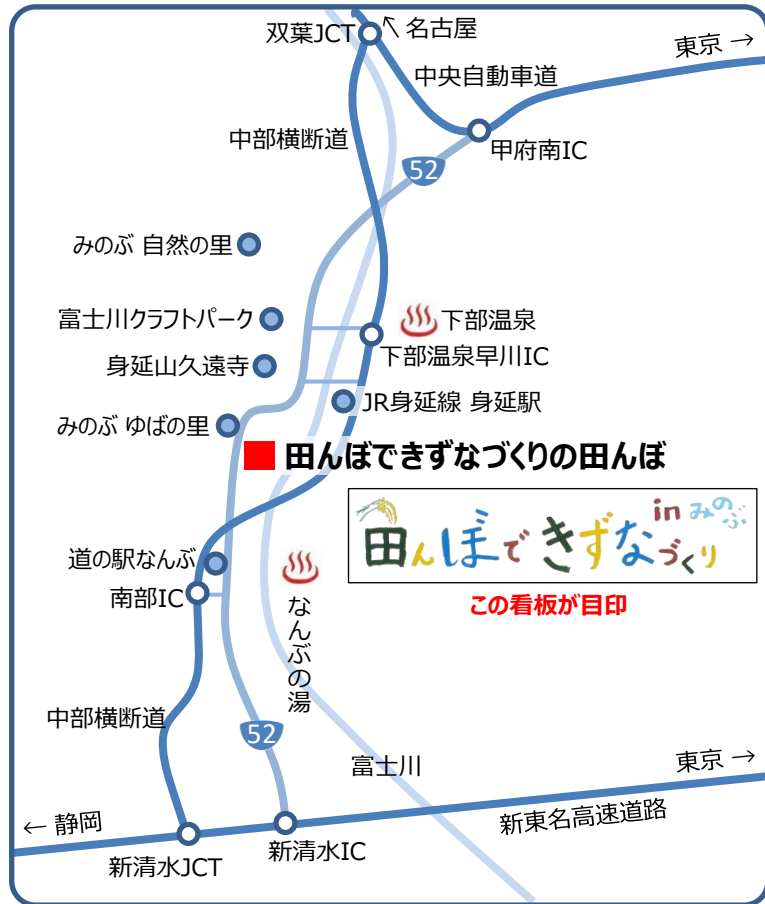 双葉JCT
↖ 名古屋
東京 →
中央自動車道
中部横断道
甲府南IC
52
みのぶ 自然の里
富士川クラフトパーク
下部温泉
下部温泉早川IC
身延山久遠寺
JR身延線 身延駅
みのぶ ゆばの里
田んぼできずなづくりの田んぼ
田んぼできずなづくり in みのぶ
この看板が目印
道の駅なんぶ
南部IC
なんぶの湯
中部横断道
52
富士川
東京 →
← 静岡
新東名高速道路
新清水JCT
新清水IC